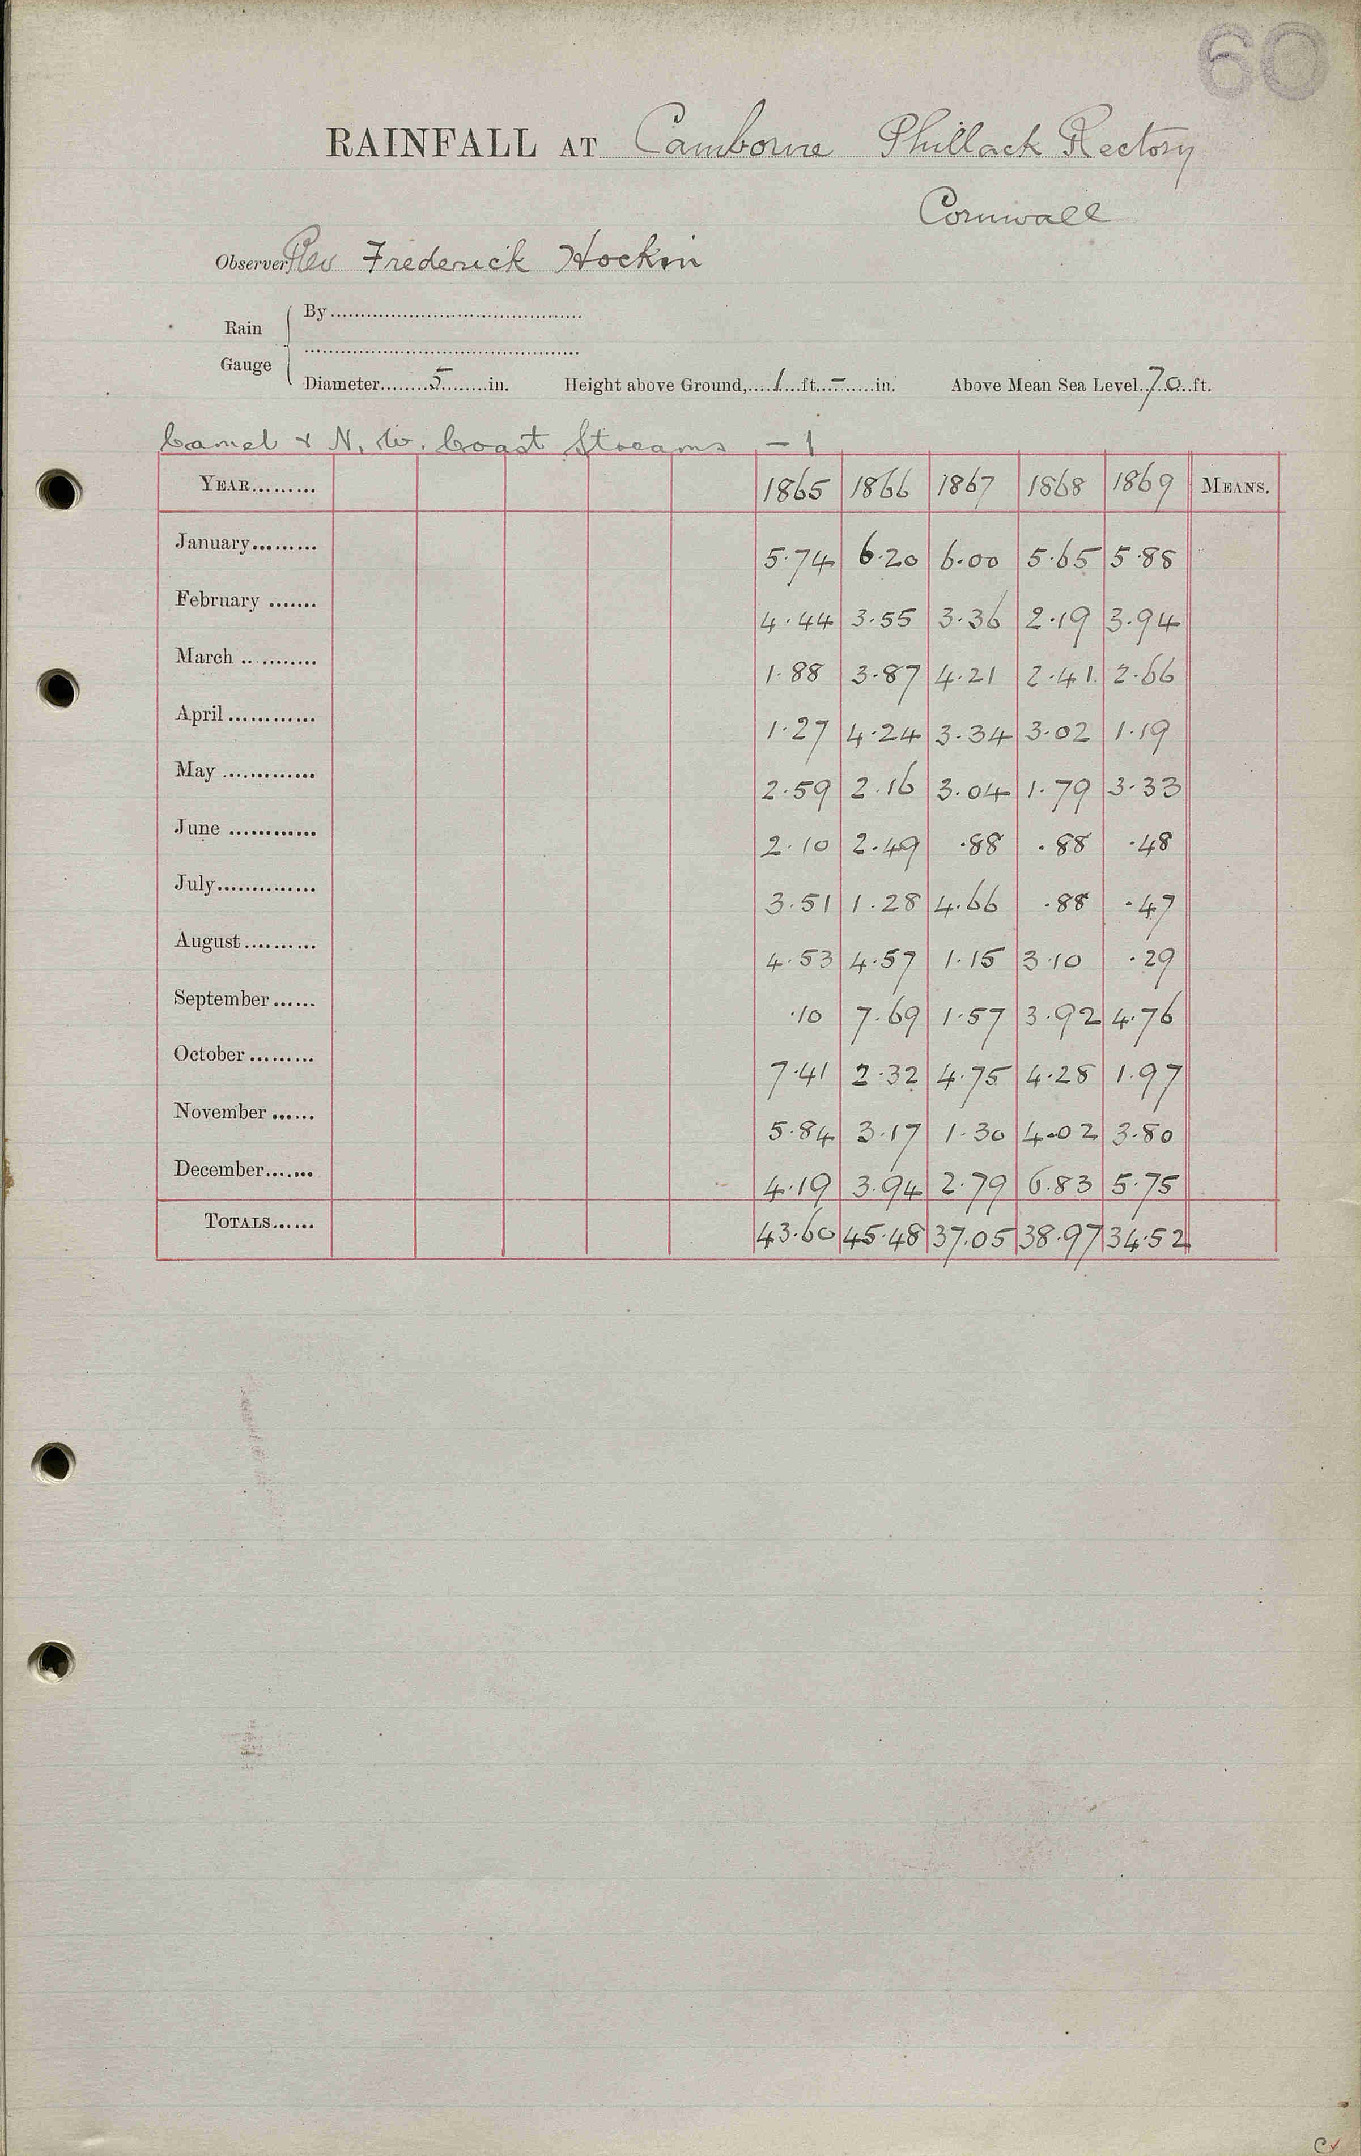 60
RAINFALL AT Camborne Phillack Rectory
Cornwall
Observer Rev Frederick Hockin
Rain Gauge
By
Diameter 5 in. Height above Ground, 1 ft. - in. Above Mean Sea Level 70 ft.
Camel & N. W. Coast Streams - 1
YEAR 1865 1866 1867 1868 1869 MEANS.
January 5.74 6.20 6.00 5.65 5.88
February 4.44 3.55 3.36 2.19 3.94
March 1.88 3.87 4.21 2.41 2.66
April 1.27 4.24 3.34 3.02 1.19
May 2.59 2.16 3.04 1.79 3.33
June 2.10 2.49 .88 .88 .48
July 3.51 1.28 4.66 .88 .47
August 4.53 4.57 1.15 3.10 .29
September .10 7.69 1.57 3.92 4.76
October 7.41 2.32 4.75 4.28 1.97
November 5.84 3.17 1.30 4.02 3.80
December 4.19 3.94 2.79 6.83 5.75
TOTALS 43.60 45.48 37.05 38.97 34.52